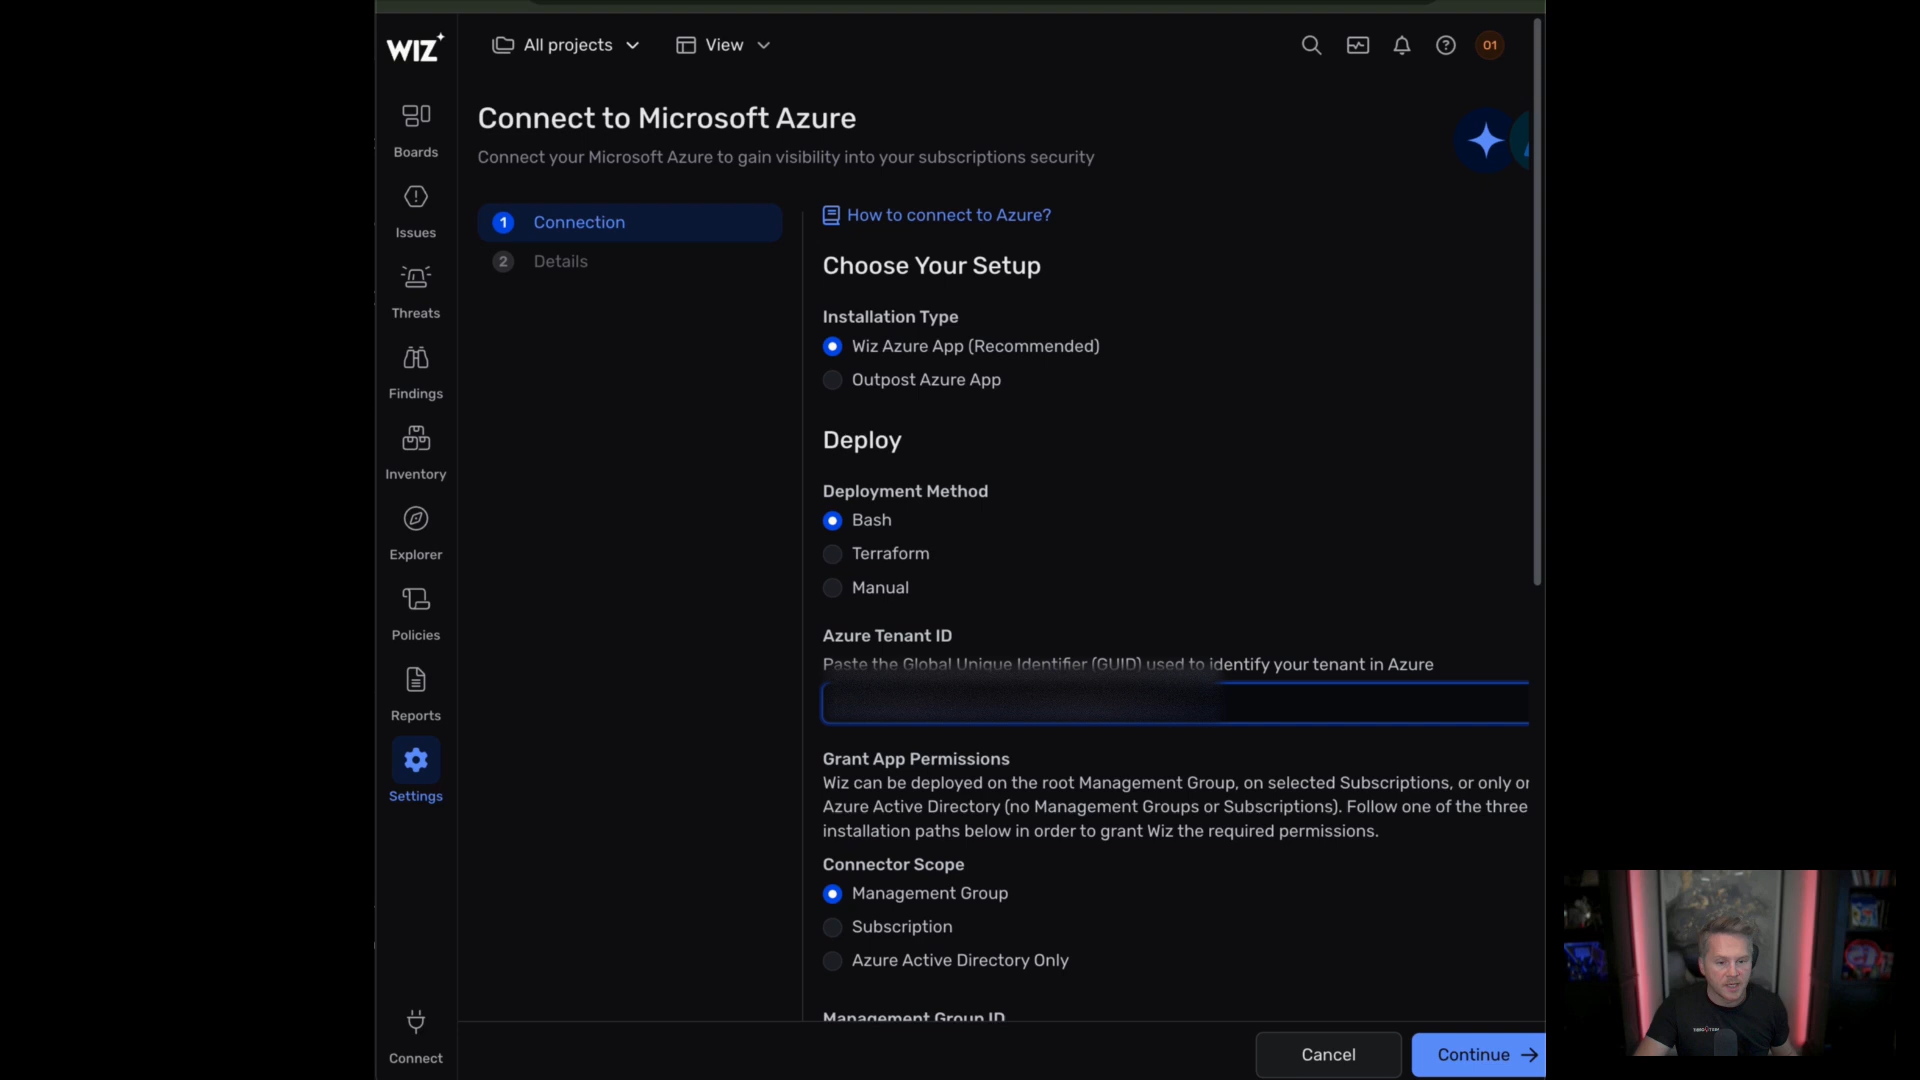 WIZ
All projects
View
01
Boards
Issues
Threats
Findings
Inventory
Explorer
Policies
Reports
Settings
Connect
Connect to Microsoft Azure
Connect your Microsoft Azure to gain visibility into your subscriptions security
1 Connection
2 Details
How to connect to Azure?
Choose Your Setup
Installation Type
Wiz Azure App (Recommended)
Outpost Azure App
Deploy
Deployment Method
Bash
Terraform
Manual
Azure Tenant ID
Paste the Global Unique Identifier (GUID) used to identify your tenant in Azure
Grant App Permissions
Wiz can be deployed on the root Management Group, on selected Subscriptions, or only on
Azure Active Directory (no Management Groups or Subscriptions). Follow one of the three
installation paths below in order to grant Wiz the required permissions.
Connector Scope
Management Group
Subscription
Azure Active Directory Only
Management Group ID
Cancel
Continue